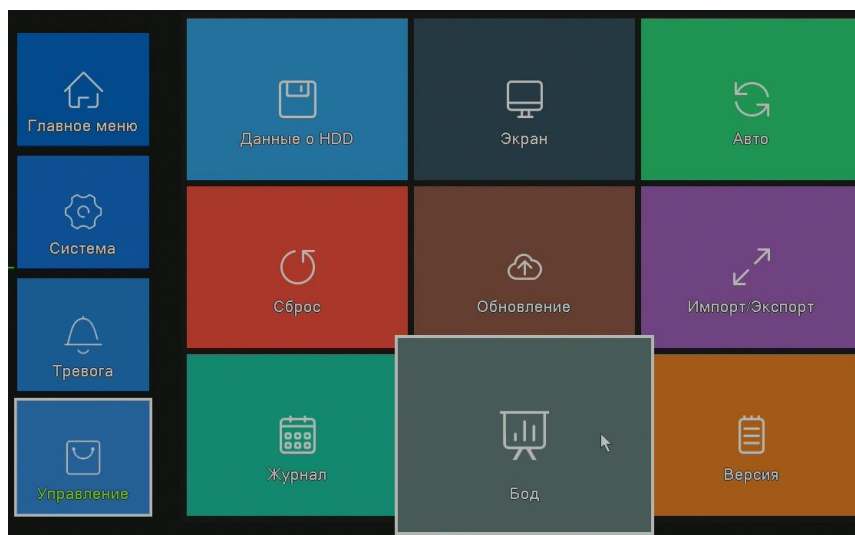 Главное меню
Данные о HDD
Экран
Авто
Система
Сброс
Обновление
Импорт/Экспорт
Тревога
Журнал
Бод
Версия
Управление